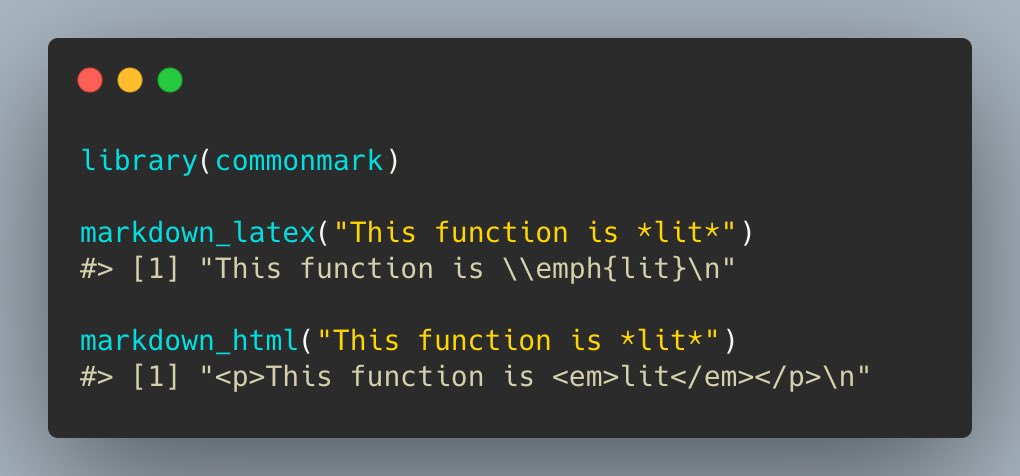 library(commonmark)
markdown_latex("This function is *lit*")
#> [1] "This function is \\emph{lit}\n"
markdown_html("This function is *lit*")
#> [1] "<p>This function is <em>lit</em></p>\n"